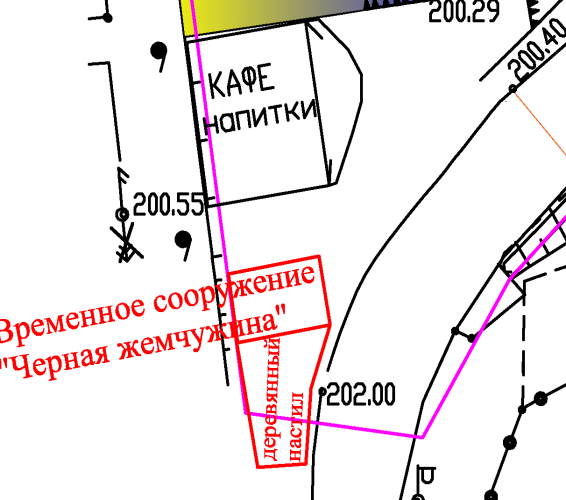 200.29
200.40
КАФЕ
напитки
200.55
Временное сооружение
"Черная жемчужина"
деревянный
настил
202.00